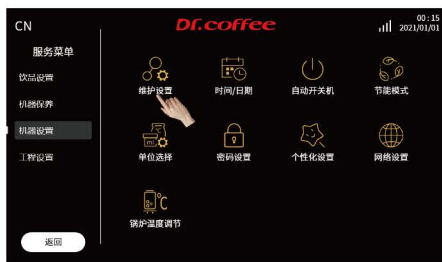 CN
Dr.coffee
00:15
2021/01/01
服务菜单
饮品设置
机器保养
机器设置
工程设置
返回
维护设置
时间/日期
自动开关机
节能模式
单位选择
密码设置
个性化设置
网络设置
°C
锅炉温度调节